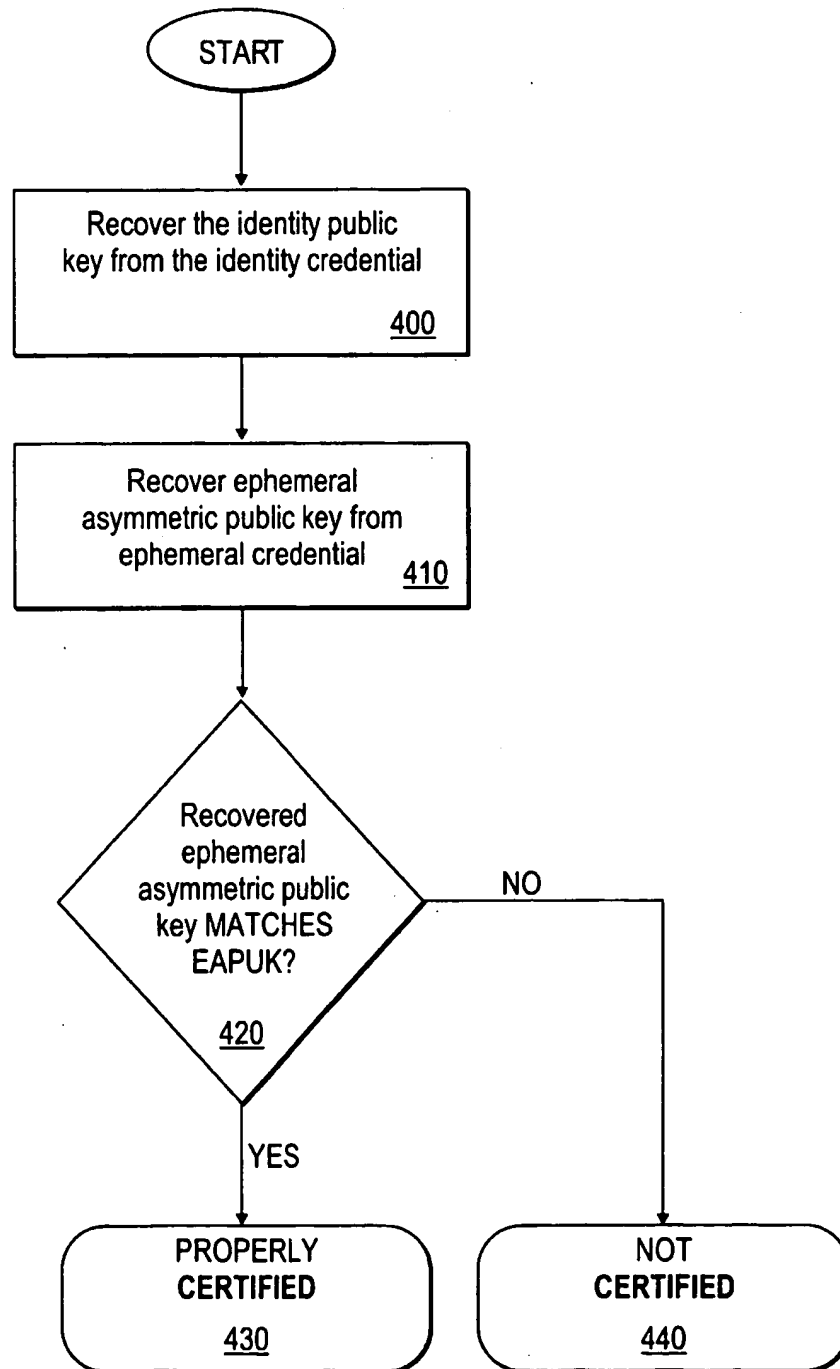 START
Recover the identity public
key from the identity credential
400
Recover ephemeral
asymmetric public key from
ephemeral credential
410
Recovered
ephemeral
asymmetric public
key MATCHES
EAPUK?
420
NO
YES
PROPERLY
CERTIFIED
430
NOT
CERTIFIED
440